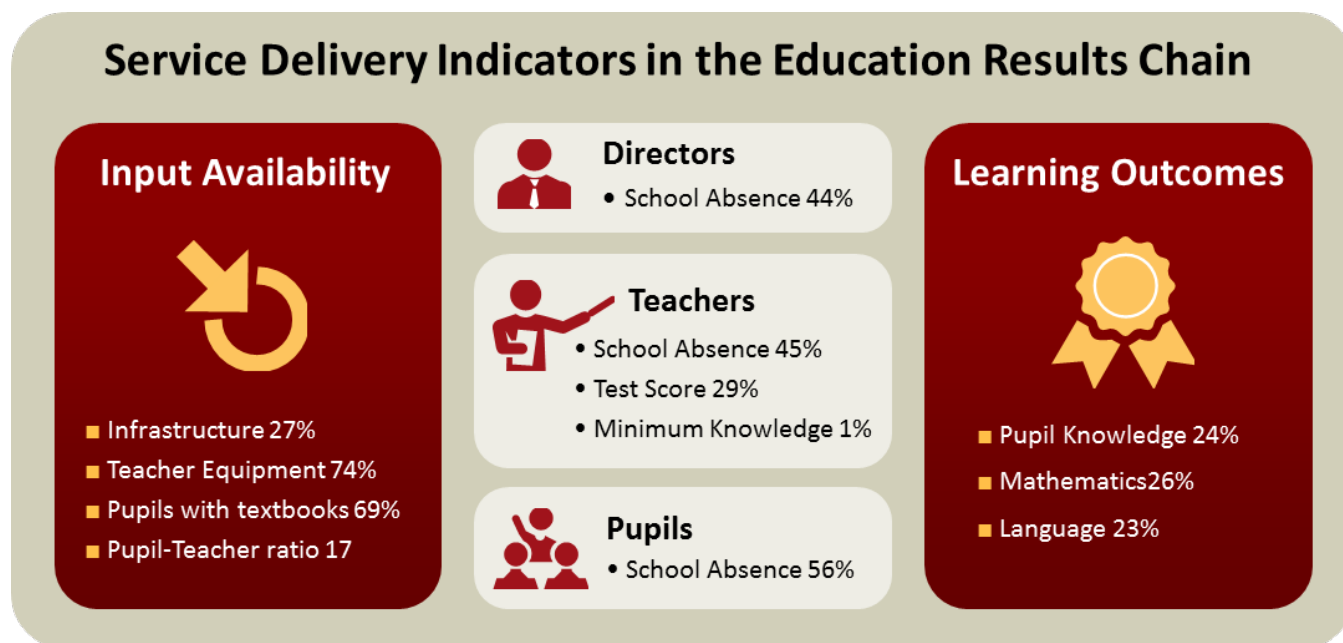 Service Delivery Indicators in the Education Results Chain
Input Availability
■ Infrastructure 27%
■ Teacher Equipment 74%
■ Pupils with textbooks 69%
■ Pupil-Teacher ratio 17
Directors
• School Absence 44%
Teachers
• School Absence 45%
• Test Score 29%
• Minimum Knowledge 1%
Pupils
• School Absence 56%
Learning Outcomes
■ Pupil Knowledge 24%
■ Mathematics26%
■ Language 23%